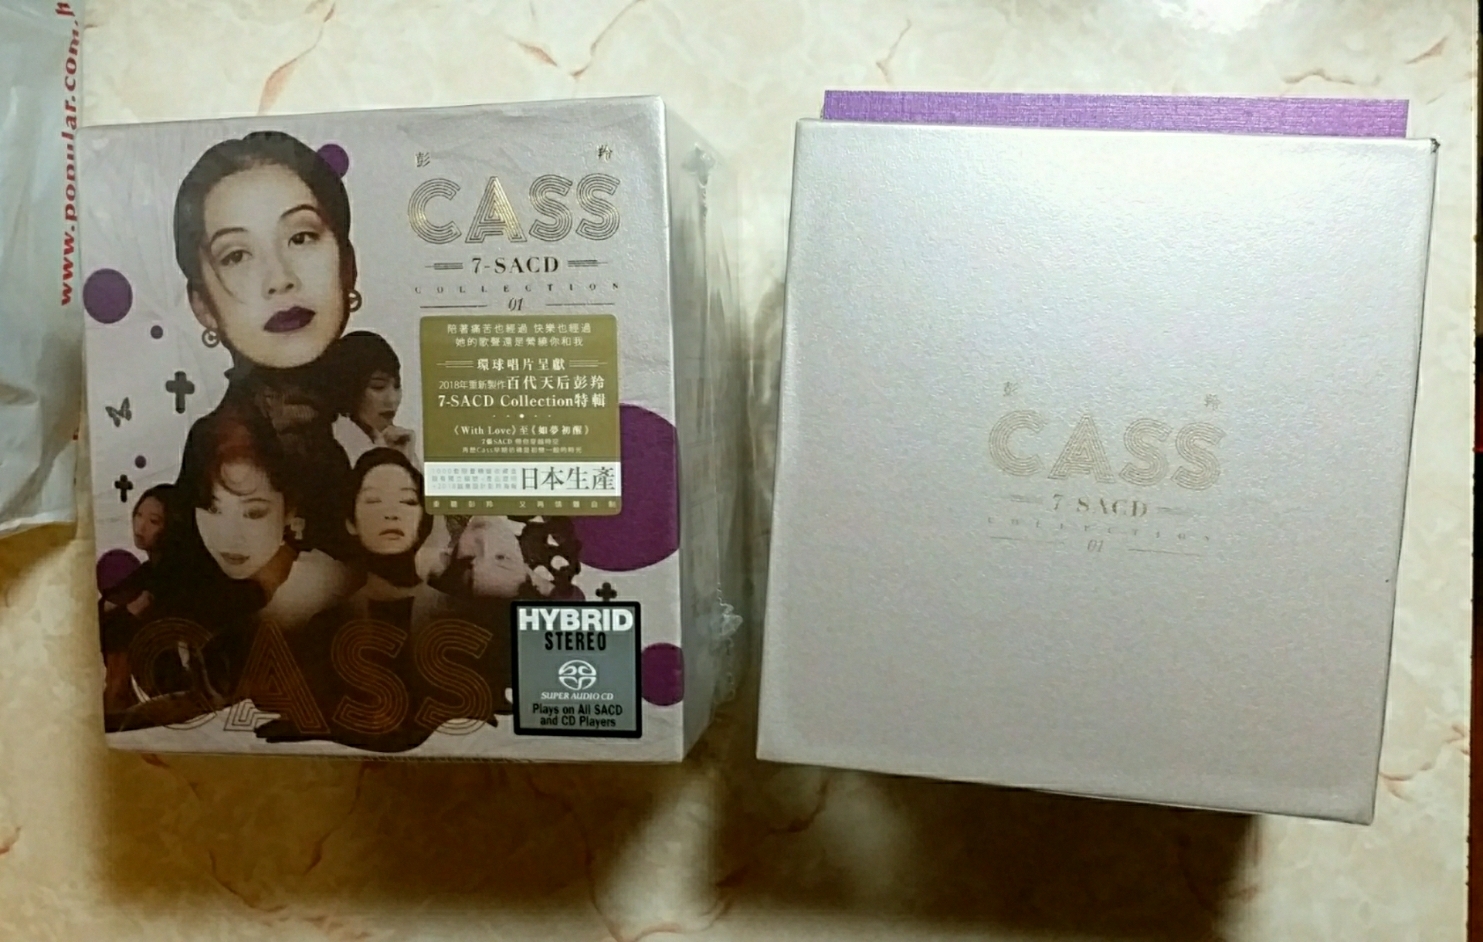 www.popular.com.h
彭 羚
CASS
7-SACD
COLLECTION
01
陪著痛苦也經過 快樂也經過
她的歌聲還是縈繞你和我
環球唱片呈獻
2018年重新製作百代天后彭羚
7-SACD Collection特輯
《With Love》至《如夢初醒》
日本生產
CASS
HYBRID
STEREO
SUPER AUDIO CD
Plays on All SACD
and CD Players
彭 羚
CASS
7 SACD
COLLECTION
01